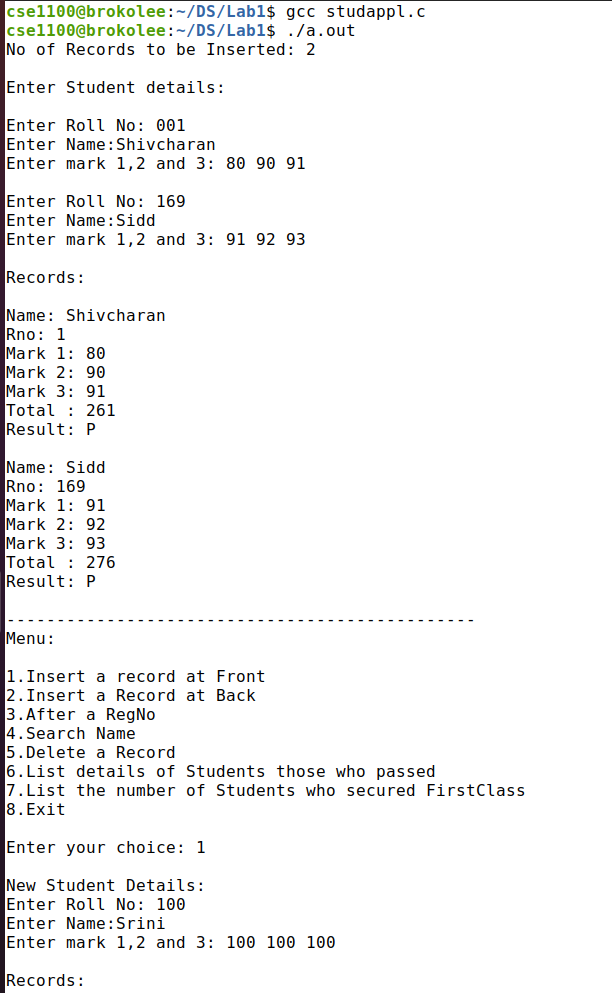 cse1100@brokolee:~/DS/Lab1$ gcc studappl.c
cse1100@brokolee:~/DS/Lab1$ ./a.out
No of Records to be Inserted: 2
Enter Student details:
Enter Roll No: 001
Enter Name:Shivcharan
Enter mark 1,2 and 3: 80 90 91
Enter Roll No: 169
Enter Name:Sidd
Enter mark 1,2 and 3: 91 92 93
Records:
Name: Shivcharan
Rno: 1
Mark 1: 80
Mark 2: 90
Mark 3: 91
Total : 261
Result: P
Name: Sidd
Rno: 169
Mark 1: 91
Mark 2: 92
Mark 3: 93
Total : 276
Result: P
-----------------------------------------------
Menu:
1.Insert a record at Front
2.Insert a Record at Back
3.After a RegNo
4.Search Name
5.Delete a Record
6.List details of Students those who passed
7.List the number of Students who secured FirstClass
8.Exit
Enter your choice: 1
New Student Details:
Enter Roll No: 100
Enter Name:Srini
Enter mark 1,2 and 3: 100 100 100
Records: